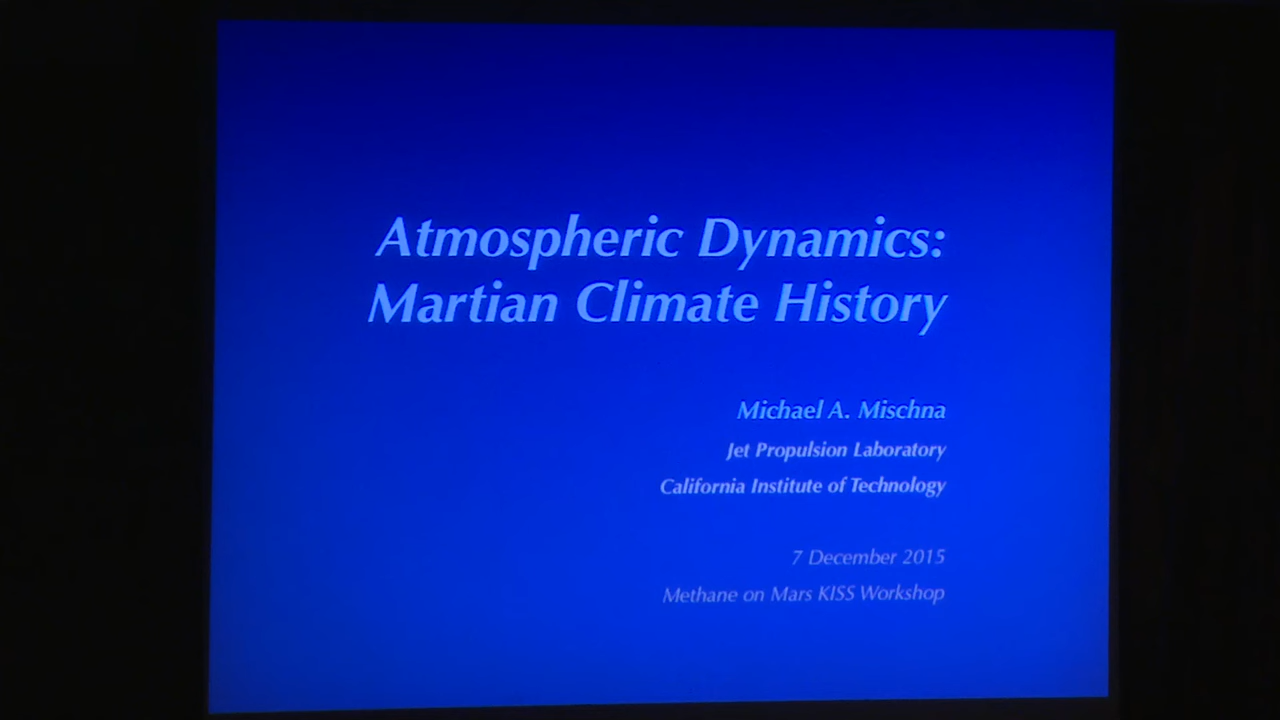 Atmospheric Dynamics:
Martian Climate History
Michael A. Mischna
Jet Propulsion Laboratory
California Institute of Technology
7 December 2015
Methane on Mars KISS Workshop